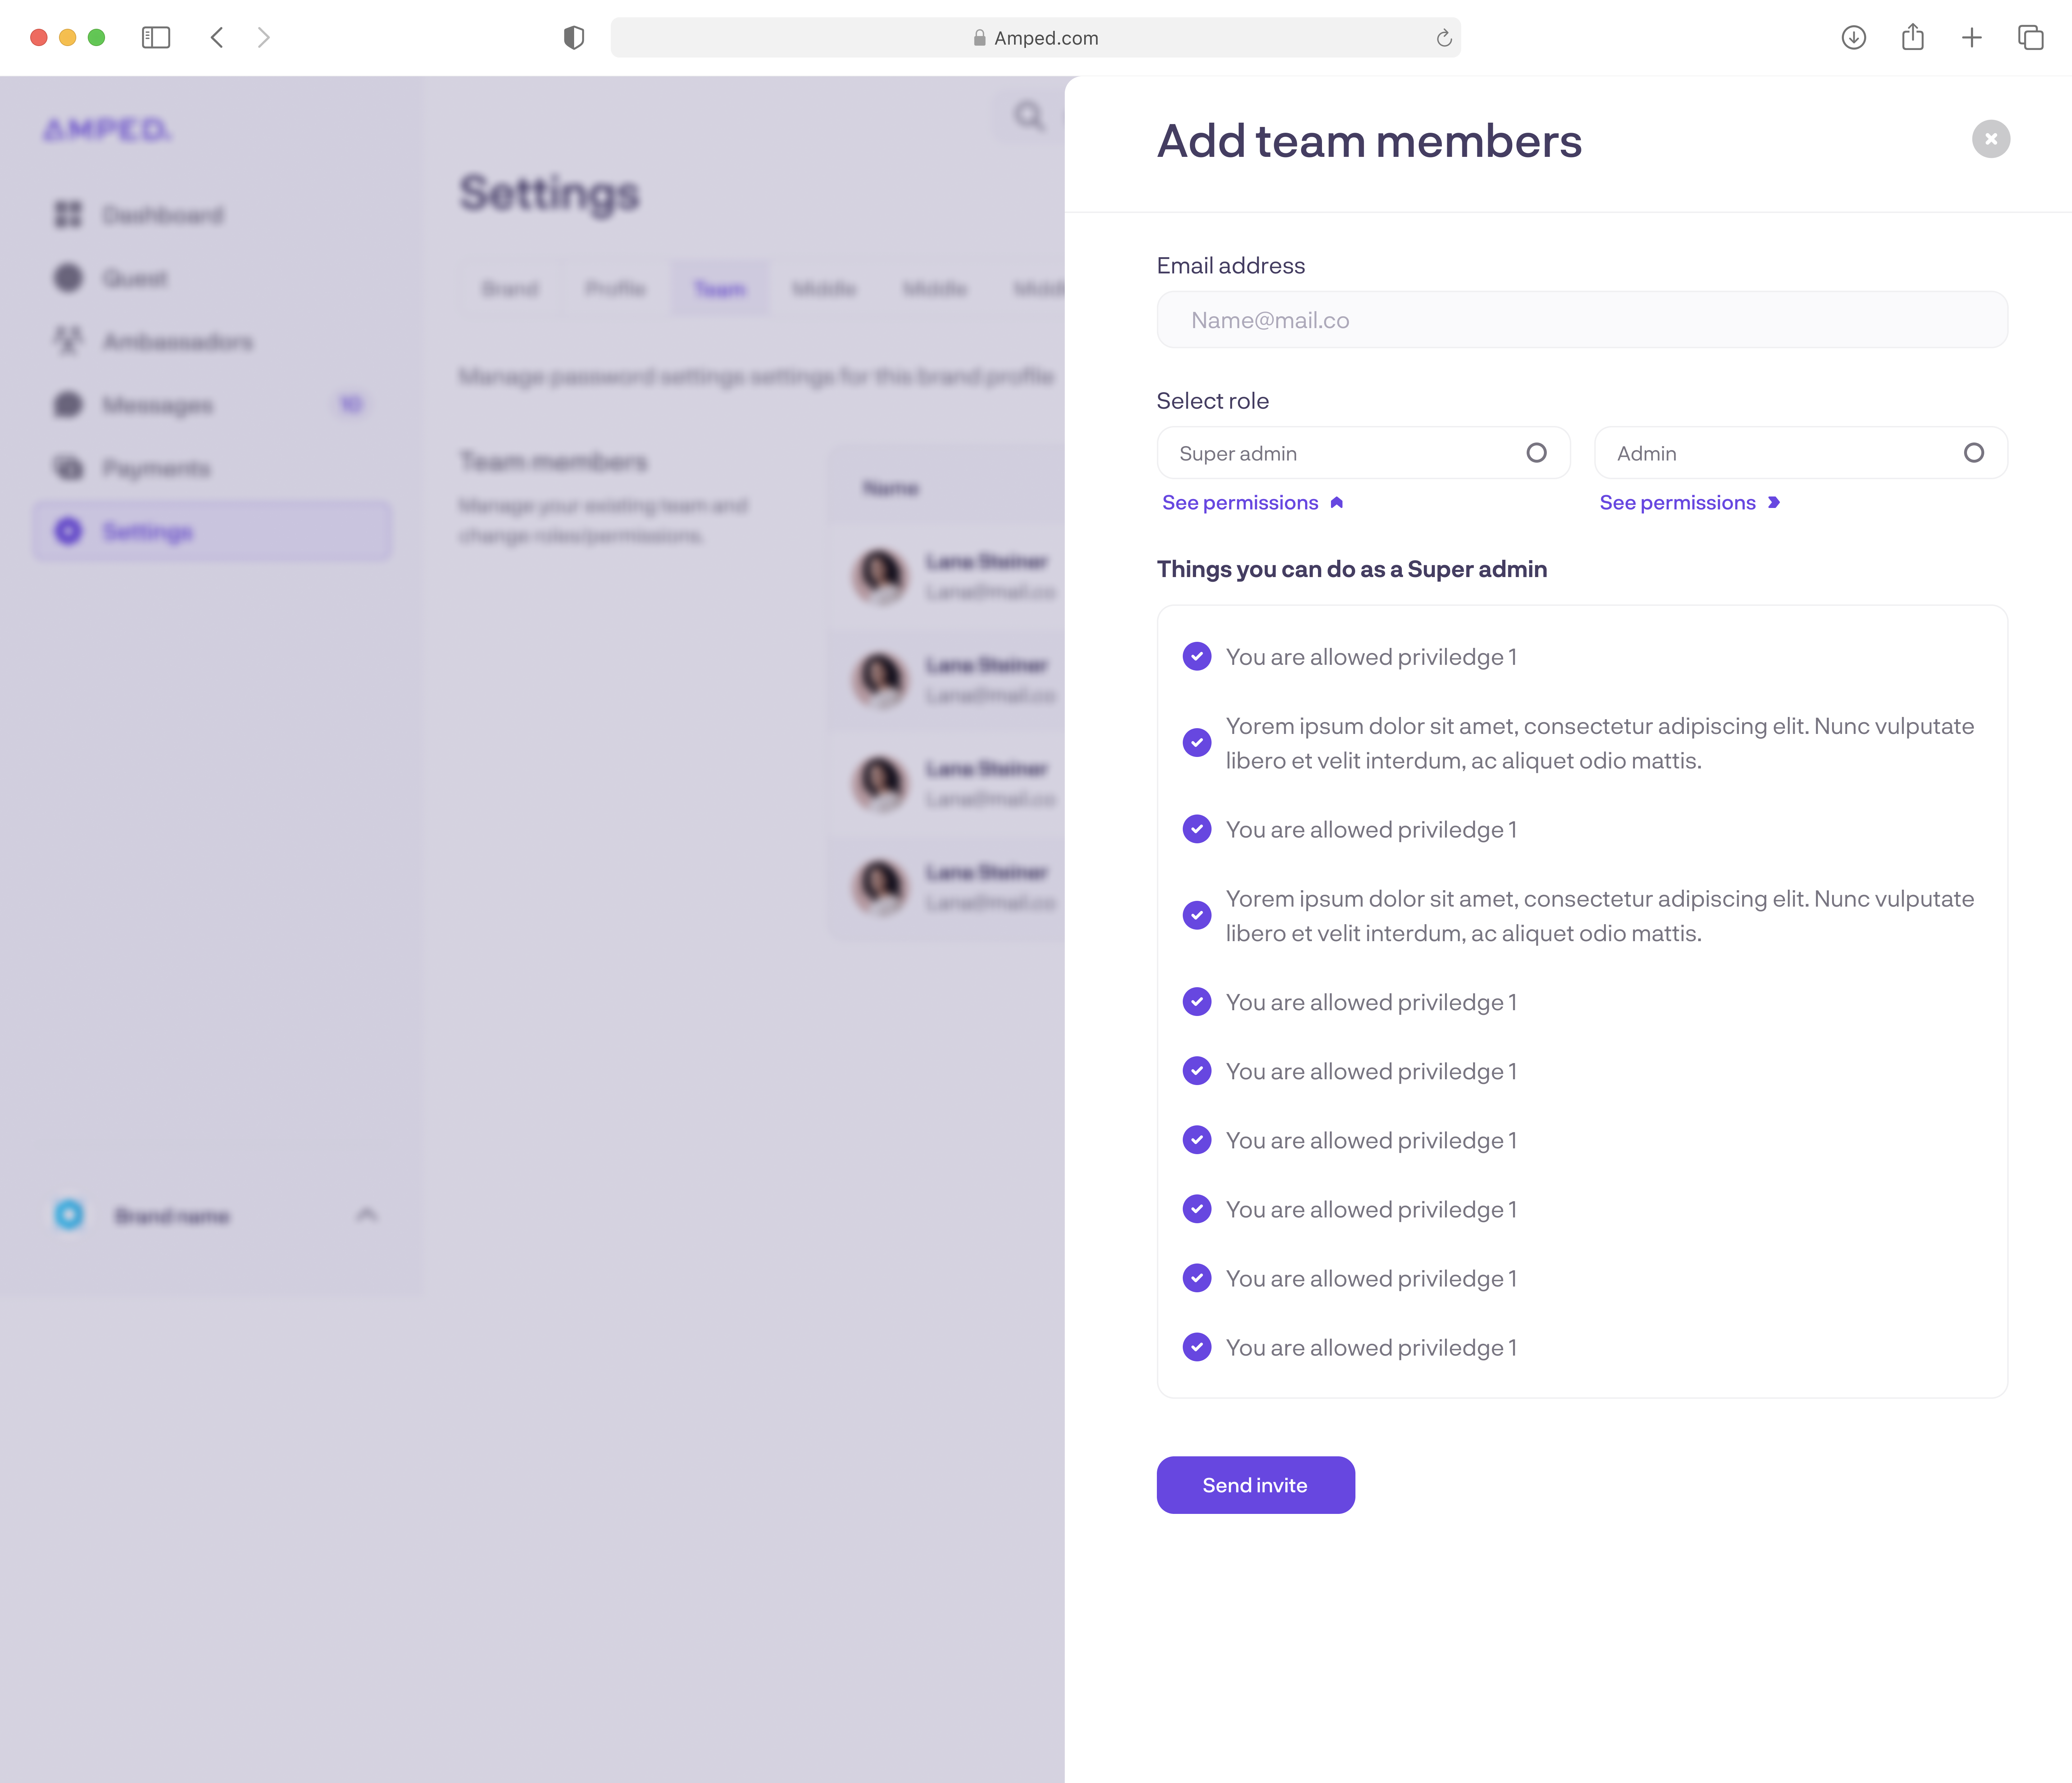 Amped.com
AMPED.
Dashboard
Quest
Ambassadors
Messages 10
Payments
Settings
Brand name
Settings
Brand Profile Team Middle Middle
Manage password settings settings for this brand profile
Team members
Manage your existing team and
change roles/permissions.
Name
Lana Steiner
Lana@mail.co
Lana Steiner
Lana@mail.co
Lana Steiner
Lana@mail.co
Lana Steiner
Lana@mail.co
Add team members
Email address
Name@mail.co
Select role
Super admin
Admin
See permissions
See permissions
Things you can do as a Super admin
You are allowed priviledge 1
Yorem ipsum dolor sit amet, consectetur adipiscing elit. Nunc vulputate
libero et velit interdum, ac aliquet odio mattis.
You are allowed priviledge 1
Yorem ipsum dolor sit amet, consectetur adipiscing elit. Nunc vulputate
libero et velit interdum, ac aliquet odio mattis.
You are allowed priviledge 1
You are allowed priviledge 1
You are allowed priviledge 1
You are allowed priviledge 1
You are allowed priviledge 1
You are allowed priviledge 1
Send invite